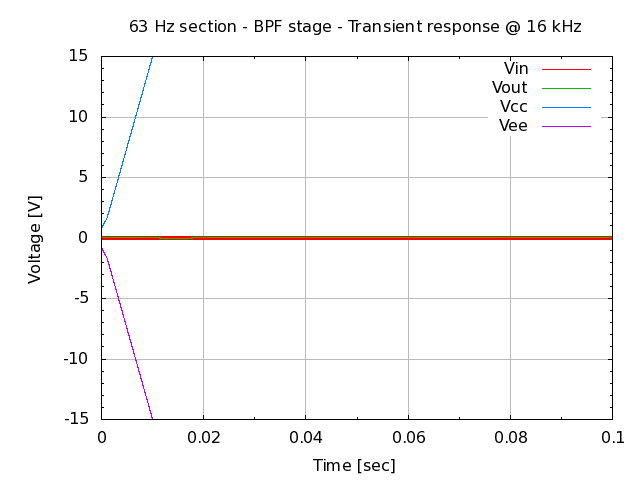 63 Hz section - BPF stage - Transient response @ 16 kHz
Vin
Vout
Vcc
Vee
15
10
5
0
-5
-10
-15
Voltage [V]
0 0.02 0.04 0.06 0.08 0.1
Time [sec]